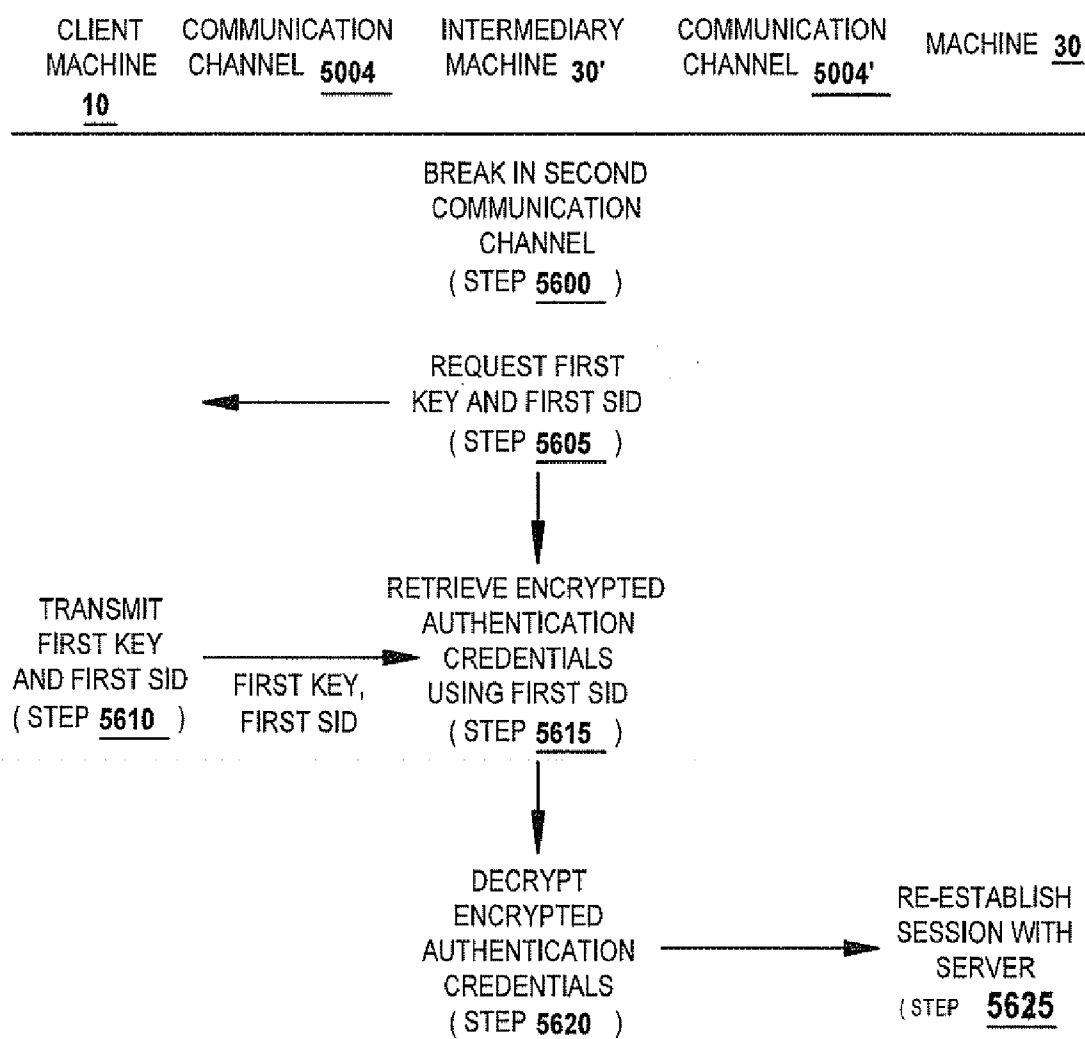 CLIENT MACHINE 10
COMMUNICATION CHANNEL 5004
INTERMEDIARY MACHINE 30'
COMMUNICATION CHANNEL 5004'
MACHINE 30
BREAK IN SECOND
COMMUNICATION
CHANNEL
( STEP 5600 )
REQUEST FIRST
KEY AND FIRST SID
( STEP 5605 )
TRANSMIT
FIRST KEY
AND FIRST SID
( STEP 5610 )
FIRST KEY,
FIRST SID
RETRIEVE ENCRYPTED
AUTHENTICATION
CREDENTIALS
USING FIRST SID
( STEP 5615 )
DECRYPT
ENCRYPTED
AUTHENTICATION
CREDENTIALS
( STEP 5620 )
RE-ESTABLISH
SESSION WITH
SERVER
( STEP 5625